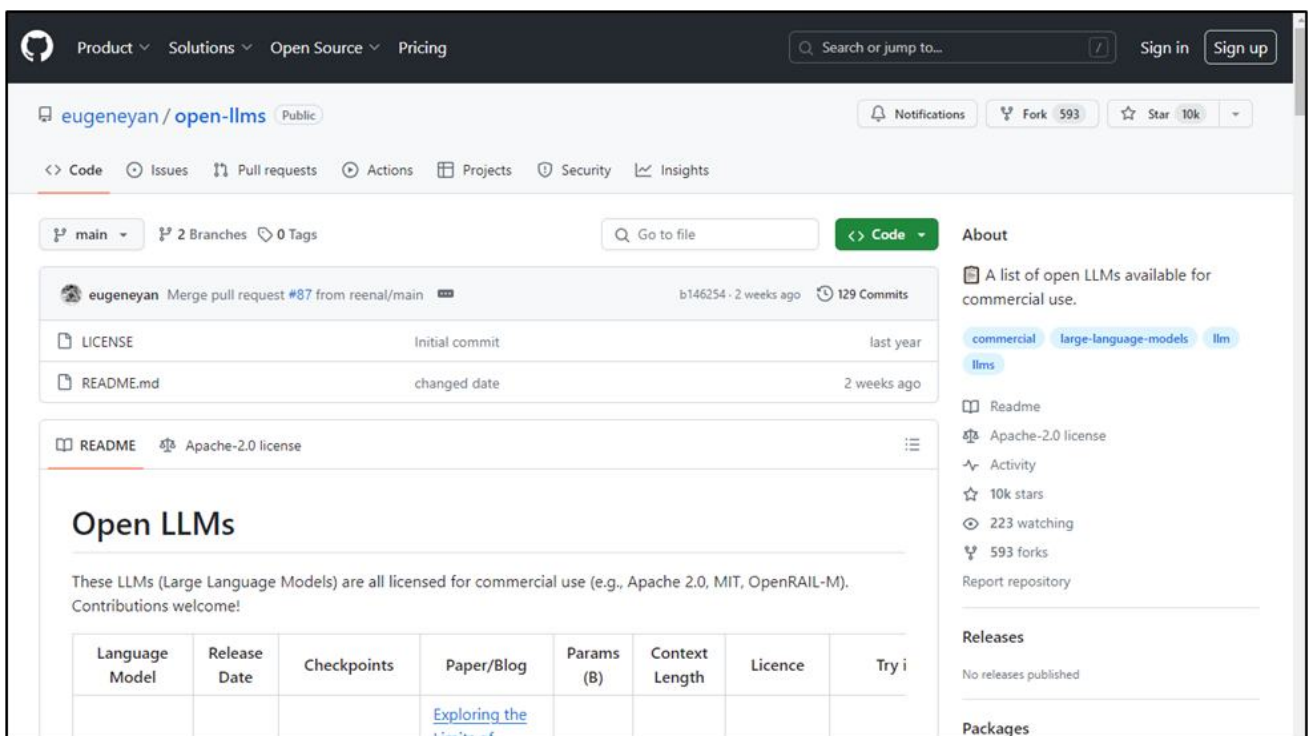 Product Solutions Open Source Pricing Search or jump to... / Sign in Sign up
eugeneyan / open-llms Public Notifications Fork 593 Star 10k
Code Issues Pull requests Actions Projects Security Insights
main 2 Branches 0 Tags Go to file Code
eugeneyan Merge pull request #87 from reenal/main b146254 · 2 weeks ago 129 Commits
LICENSE Initial commit last year
README.md changed date 2 weeks ago
README Apache-2.0 license
Open LLMs
These LLMs (Large Language Models) are all licensed for commercial use (e.g., Apache 2.0, MIT, OpenRAIL-M).
Contributions welcome!
Language Model Release Date Checkpoints Paper/Blog Params (B) Context Length Licence Try i
Exploring the
Limits of
About
A list of open LLMs available for
commercial use.
commercial large-language-models llm
llms
Readme
Apache-2.0 license
Activity
10k stars
223 watching
593 forks
Report repository
Releases
No releases published
Packages